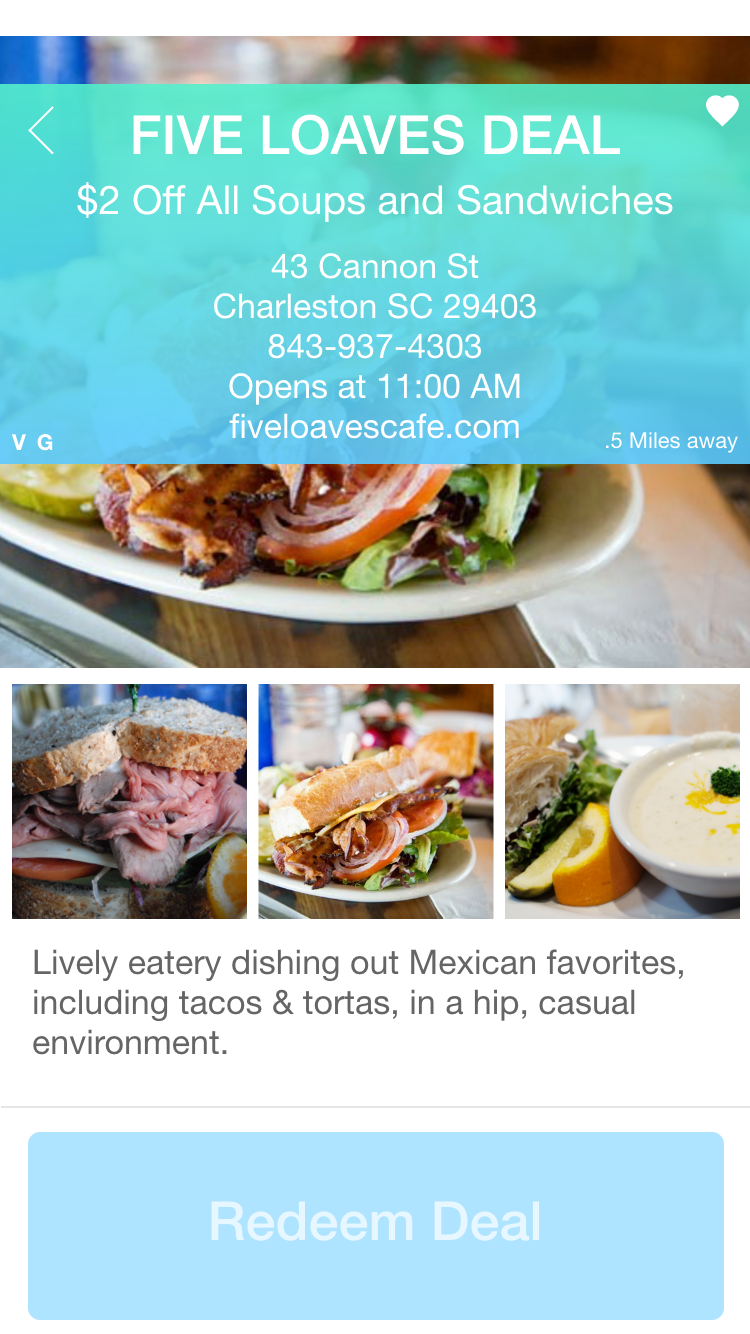 FIVE LOAVES DEAL
$2 Off All Soups and Sandwiches
43 Cannon St
Charleston SC 29403
843-937-4303
Opens at 11:00 AM
fiveloavescafe.com
V G
.5 Miles away
Lively eatery dishing out Mexican favorites,
including tacos & tortas, in a hip, casual
environment.
Redeem Deal